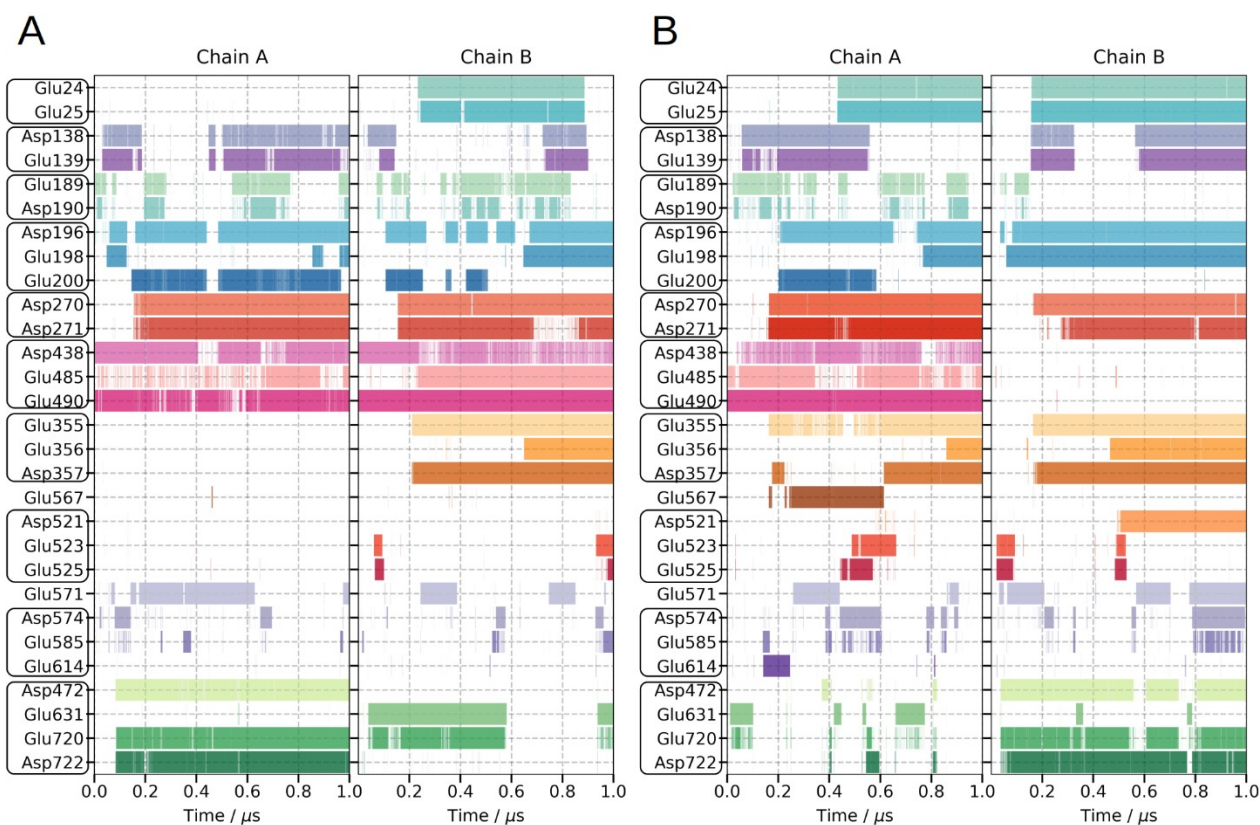 A
B
Chain A
Chain B
Chain A
Chain B
Glu24
Glu25
Asp138
Glu139
Glu189
Asp190
Asp196
Glu198
Glu200
Asp270
Asp271
Asp438
Glu485
Glu490
Glu355
Glu356
Asp357
Glu567
Asp521
Glu523
Glu525
Glu571
Asp574
Glu585
Glu614
Asp472
Glu631
Glu720
Asp722
0.0 0.2 0.4 0.6 0.8 1.0
0.2 0.4 0.6 0.8 1.0
Time / µs
Time / µs
Glu24
Glu25
Asp138
Glu139
Glu189
Asp190
Asp196
Glu198
Glu200
Asp270
Asp271
Asp438
Glu485
Glu490
Glu355
Glu356
Asp357
Glu567
Asp521
Glu523
Glu525
Glu571
Asp574
Glu585
Glu614
Asp472
Glu631
Glu720
Asp722
0.0 0.2 0.4 0.6 0.8 1.0
0.2 0.4 0.6 0.8 1.0
Time / µs
Time / µs